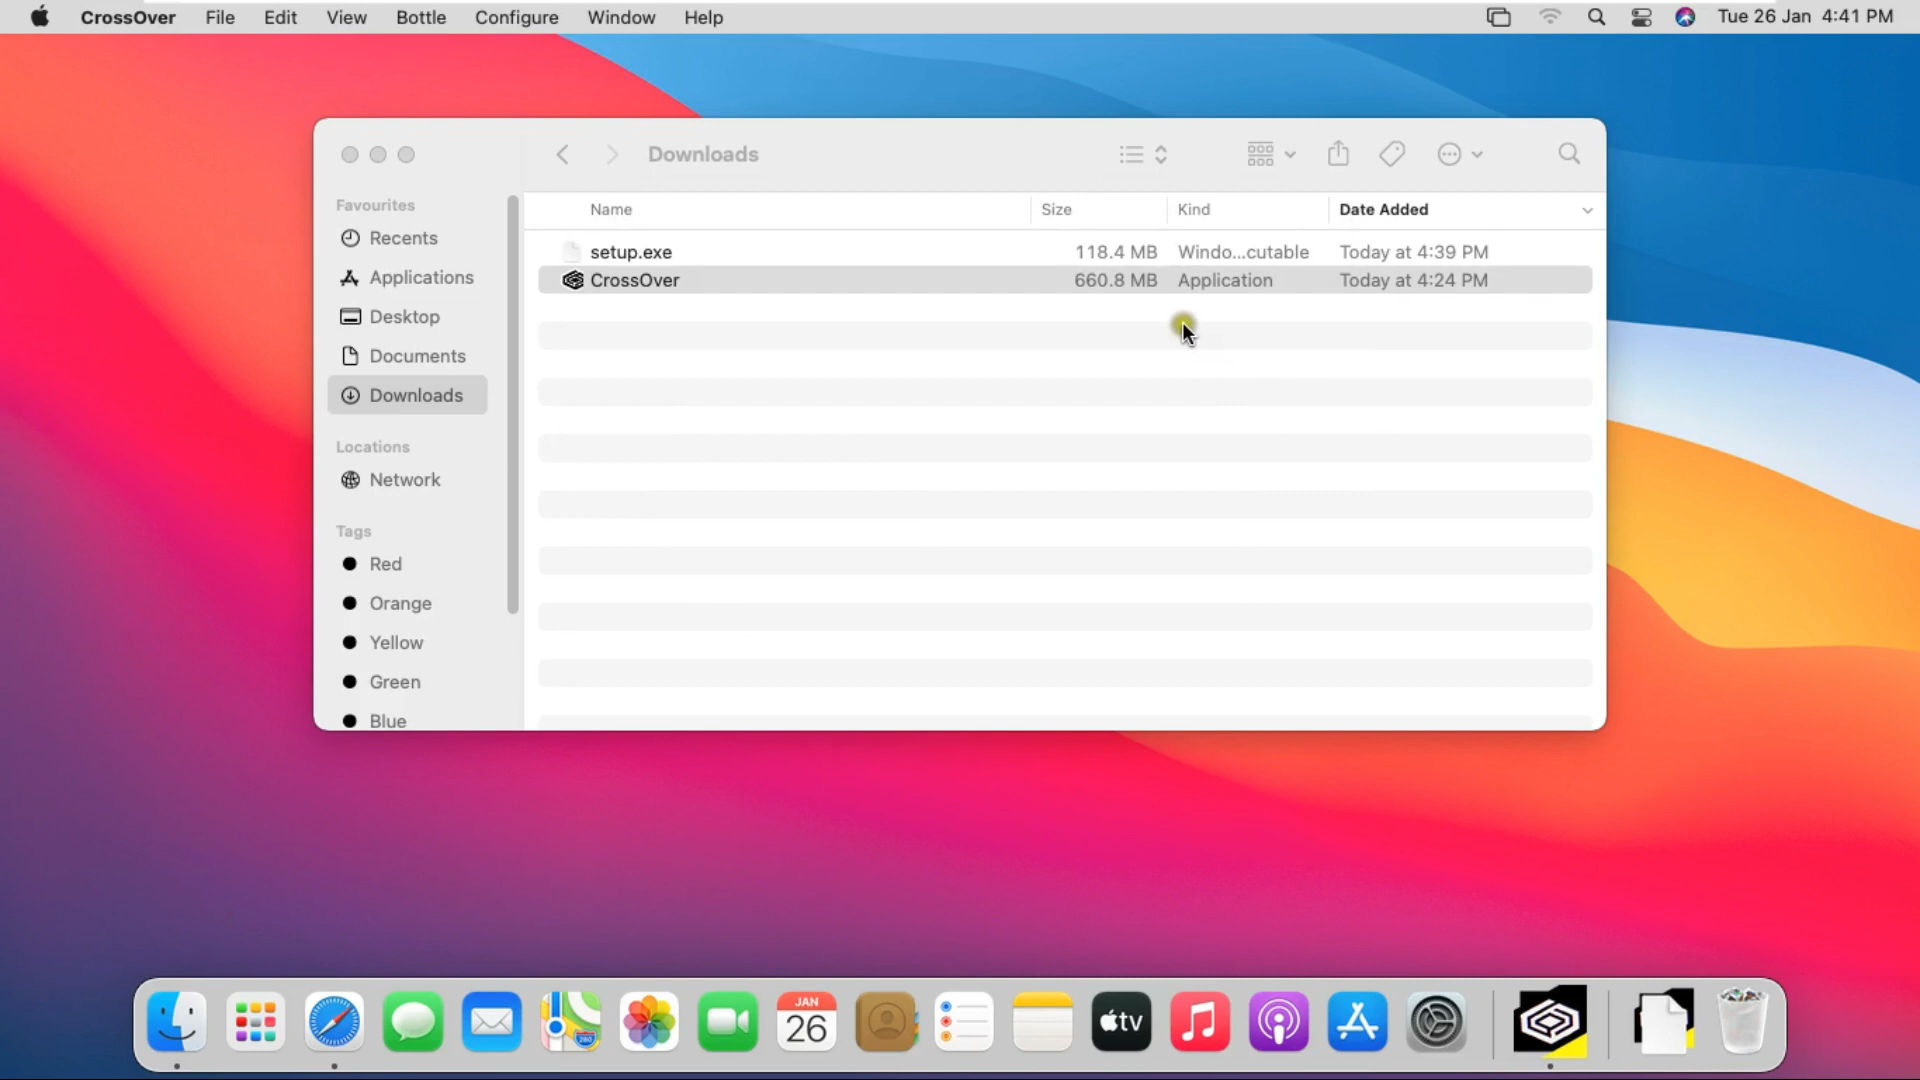 CrossOver File Edit View Bottle Configure Window Help Tue 26 Jan 4:41 PM
Downloads
Favourites
Recents
Applications
Desktop
Documents
Downloads
Locations
Network
Tags
Red
Orange
Yellow
Green
Blue
Name Size Kind Date Added
setup.exe 118.4 MB Windo...cutable Today at 4:39 PM
CrossOver 660.8 MB Application Today at 4:24 PM
JAN
26
280
tv